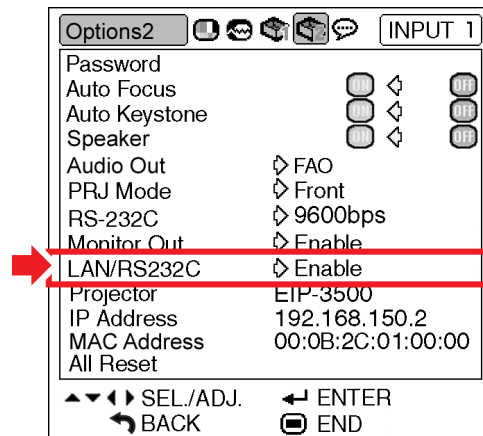 Options2 INPUT 1
Password
Auto Focus ON OFF
Auto Keystone ON OFF
Speaker ON OFF
Audio Out FAO
PRJ Mode Front
RS-232C 9600bps
Monitor Out Enable
LAN/RS232C Enable
Projector EIP-3500
IP Address 192.168.150.2
MAC Address 00:0B:2C:01:00:00
All Reset
SEL./ADJ. ENTER
BACK END